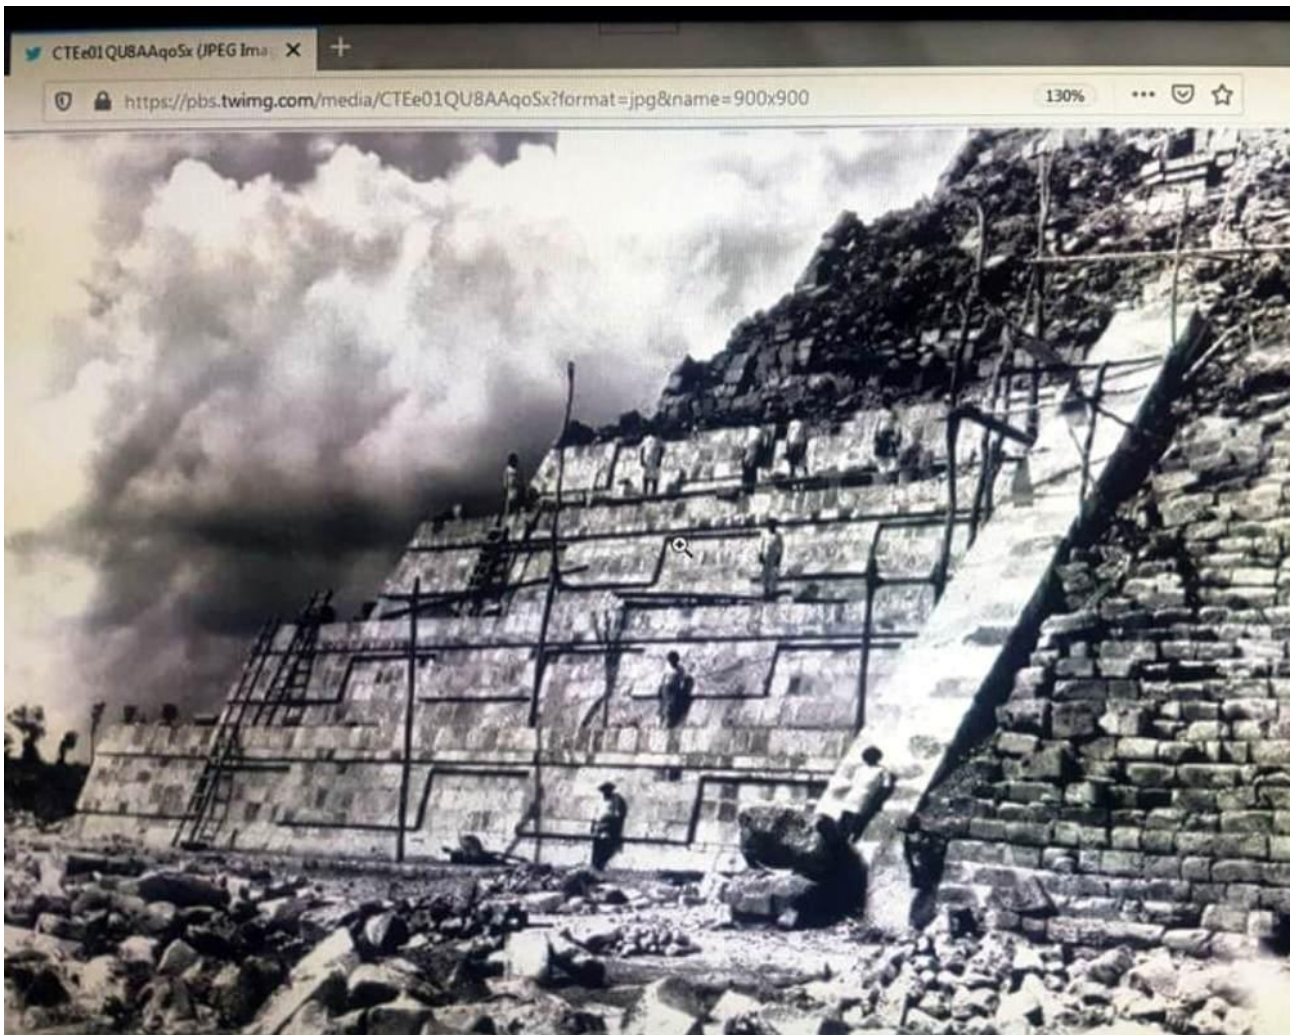 CTEe01QU8AAqoSx (JPEG Ima
https://pbs.twimg.com/media/CTEe01QU8AAqoSx?format=jpg&name=900x900
130%